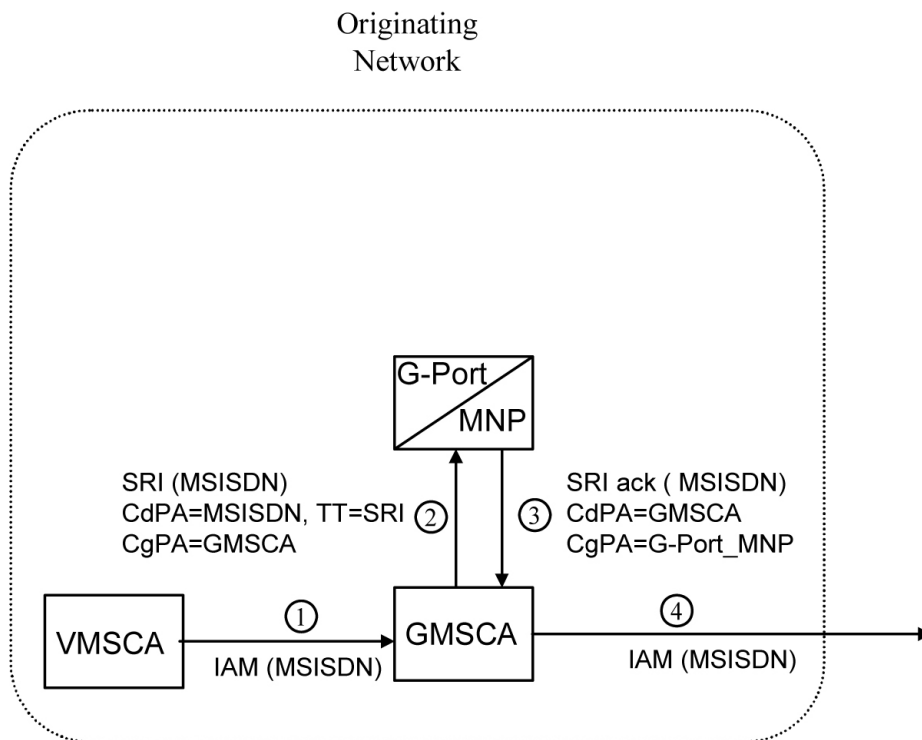 Originating
Network
G-Port
MNP
SRI (MSISDN)
CdPA=MSISDN, TT=SRI
CgPA=GMSCA
2
3
SRI ack ( MSISDN)
CdPA=GMSCA
CgPA=G-Port_MNP
VMSCA
1
IAM (MSISDN)
GMSCA
4
IAM (MSISDN)